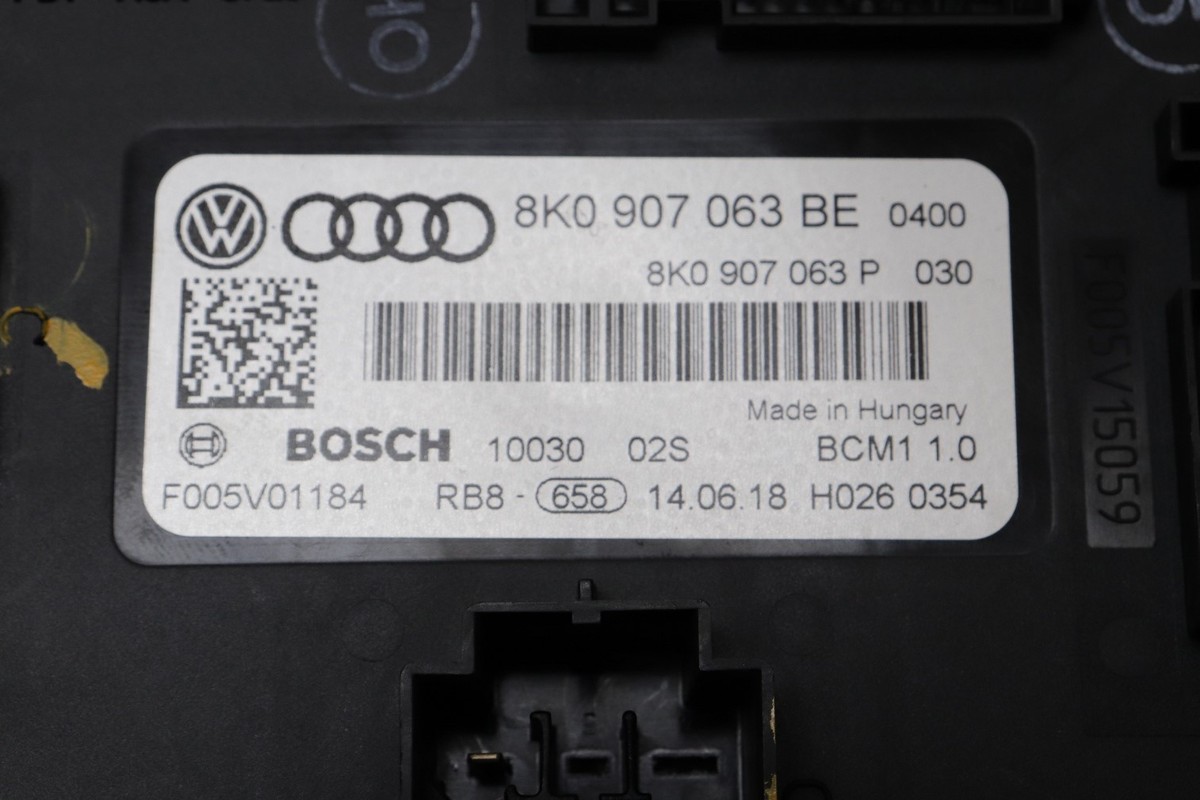 8K0 907 063 BE 0400
8K0 907 063 P 030
Made in Hungary
BOSCH 10030 02S BCM1 1.0
F005V01184 RB8 - 658 14.06.18 H026 0354
F005V15059